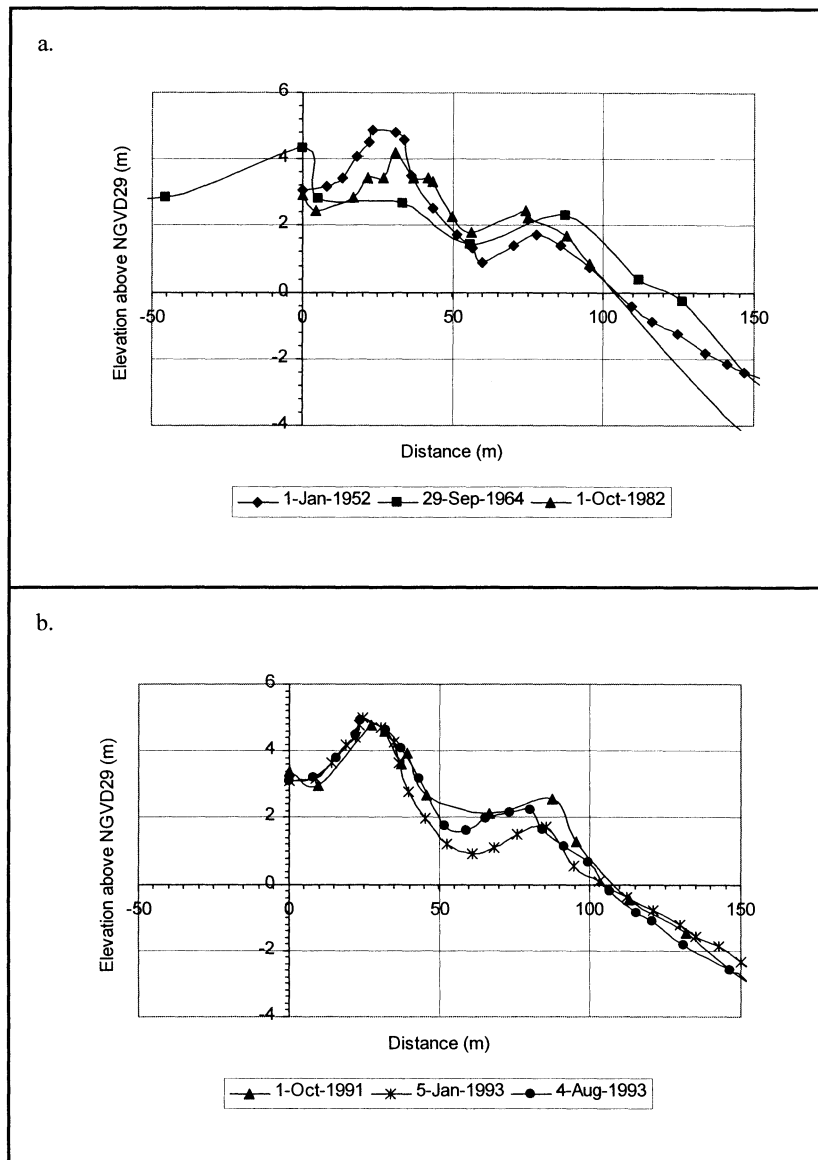 a.
6
4
2
0
-2
-4
-50
0
50
100
150
Elevation above NGVD29 (m)
Distance (m)
1-Jan-1952 29-Sep-1964 1-Oct-1982
b.
6
4
2
0
-2
-4
-50
0
50
100
150
Elevation above NGVD29 (m)
Distance (m)
1-Oct-1991 5-Jan-1993 4-Aug-1993